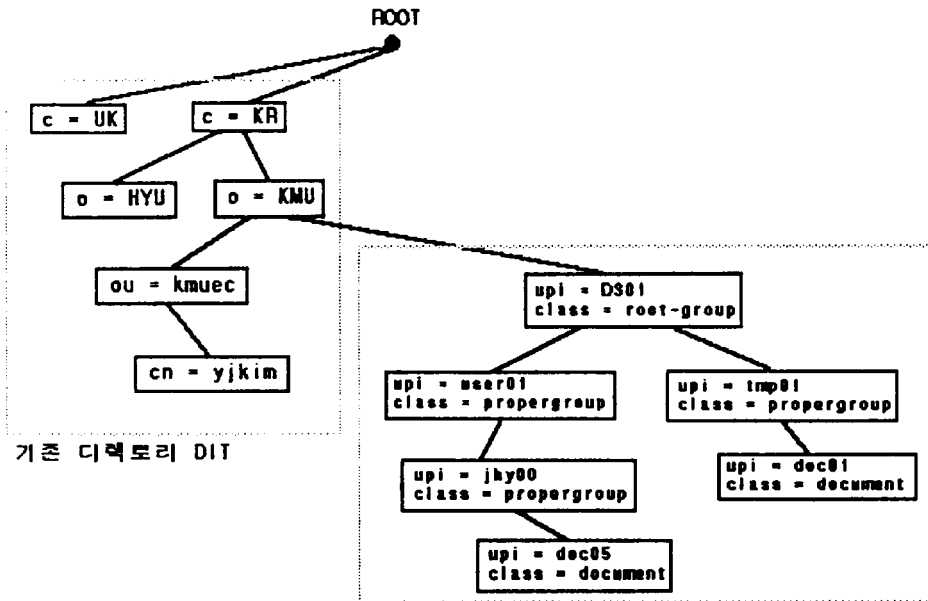 ROOT
c = UK
c = KR
o = HYU
o = KMU
ou = kmuec
upi = DS01
class = root-group
cn = yjkim
upi = user01
class = propergroup
upi = tmp01
class = propergroup
기존 디렉토리 DIT
upi = jhy00
class = propergroup
upi = doc01
class = document
upi = doc05
class = document